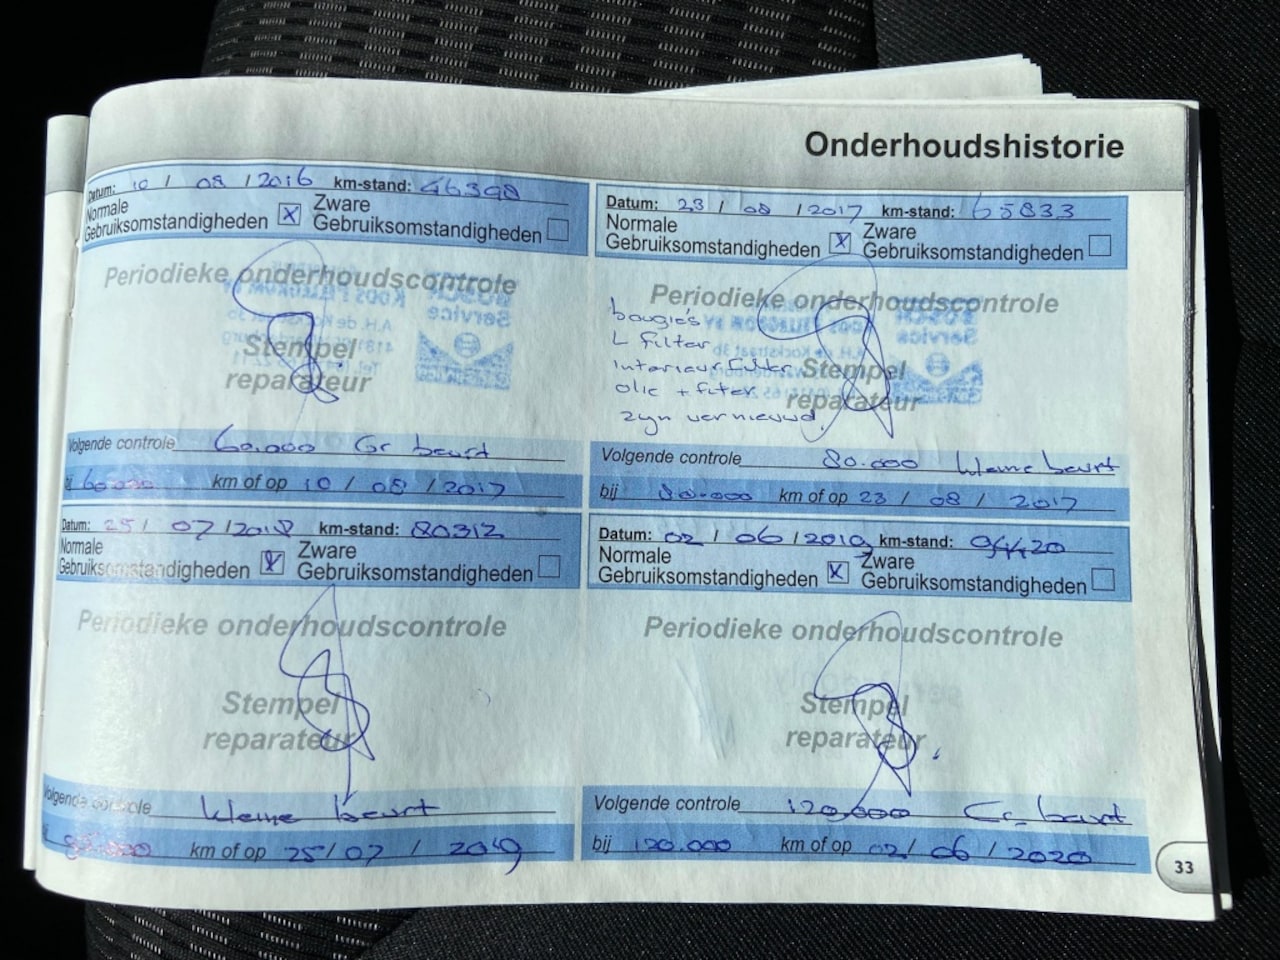 Onderhoudshistorie
Datum: 10 / 08 / 2016 km-stand: 46398
Normale
Gebruiksomstandigheden x Zware
Gebruiksomstandigheden
Periodieke onderhoudscontrole
Stempel
reparateur
Volgende controle 60.000 Gr beurt
bij 60.000 km of op 10 / 08 / 2017
Datum: 23 / 08 / 2017 km-stand: 65833
Normale
Gebruiksomstandigheden x Zware
Gebruiksomstandigheden
Periodieke onderhoudscontrole
bougie's
L filter
interieur filter
olie + filter
zyn vernieuwd.
Stempel
reparateur
BOSCH
Service
Volgende controle 80.000 kleine beurt
bij 80.000 km of op 23 / 08 / 2017
Datum: 25 / 07 / 2018 km-stand: 80312
Normale
Gebruiksomstandigheden x Zware
Gebruiksomstandigheden
Periodieke onderhoudscontrole
Stempel
reparateur
Volgende controle kleine beurt
km of op 25 / 07 / 2019
Datum: 02 / 06 / 2019 km-stand: 94420
Normale
Gebruiksomstandigheden x Zware
Gebruiksomstandigheden
Periodieke onderhoudscontrole
Stempel
reparateur
Volgende controle 120.000 Gr. beurt
bij 120.000 km of op 02 / 06 / 2020
33